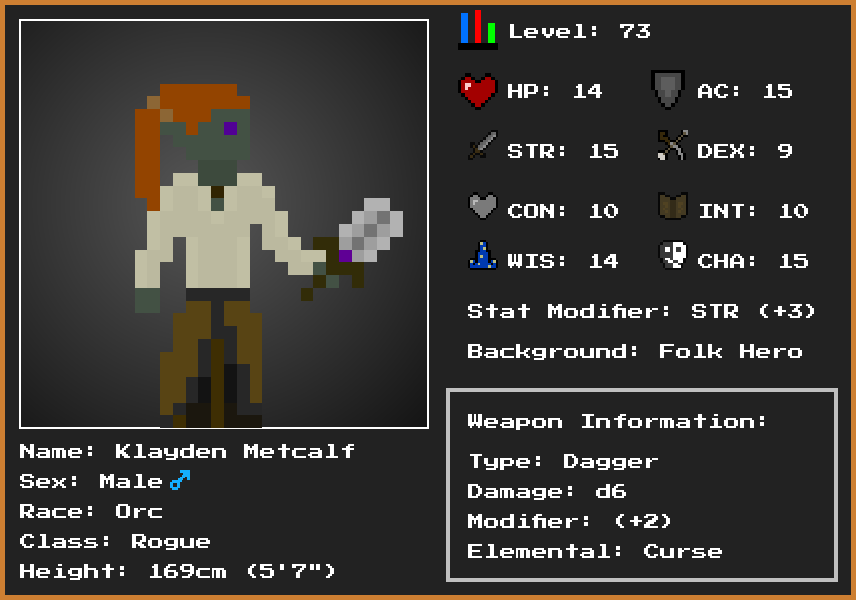 Level: 73
HP: 14
AC: 15
STR: 15
DEX: 9
CON: 10
INT: 10
WIS: 14
CHA: 15
Stat Modifier: STR (+3)
Background: Folk Hero
Weapon Information:
Type: Dagger
Damage: d6
Modifier: (+2)
Elemental: Curse
Name: Klayden Metcalf
Sex: Male♂
Race: Orc
Class: Rogue
Height: 169cm (5'7")